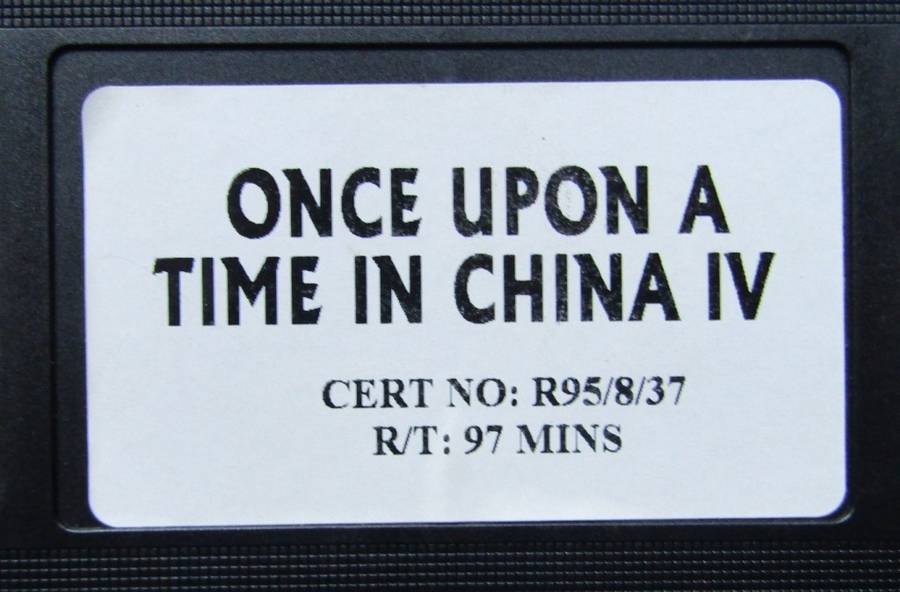 ONCE UPON A
TIME IN CHINA IV
CERT NO: R95/8/37
R/T: 97 MINS